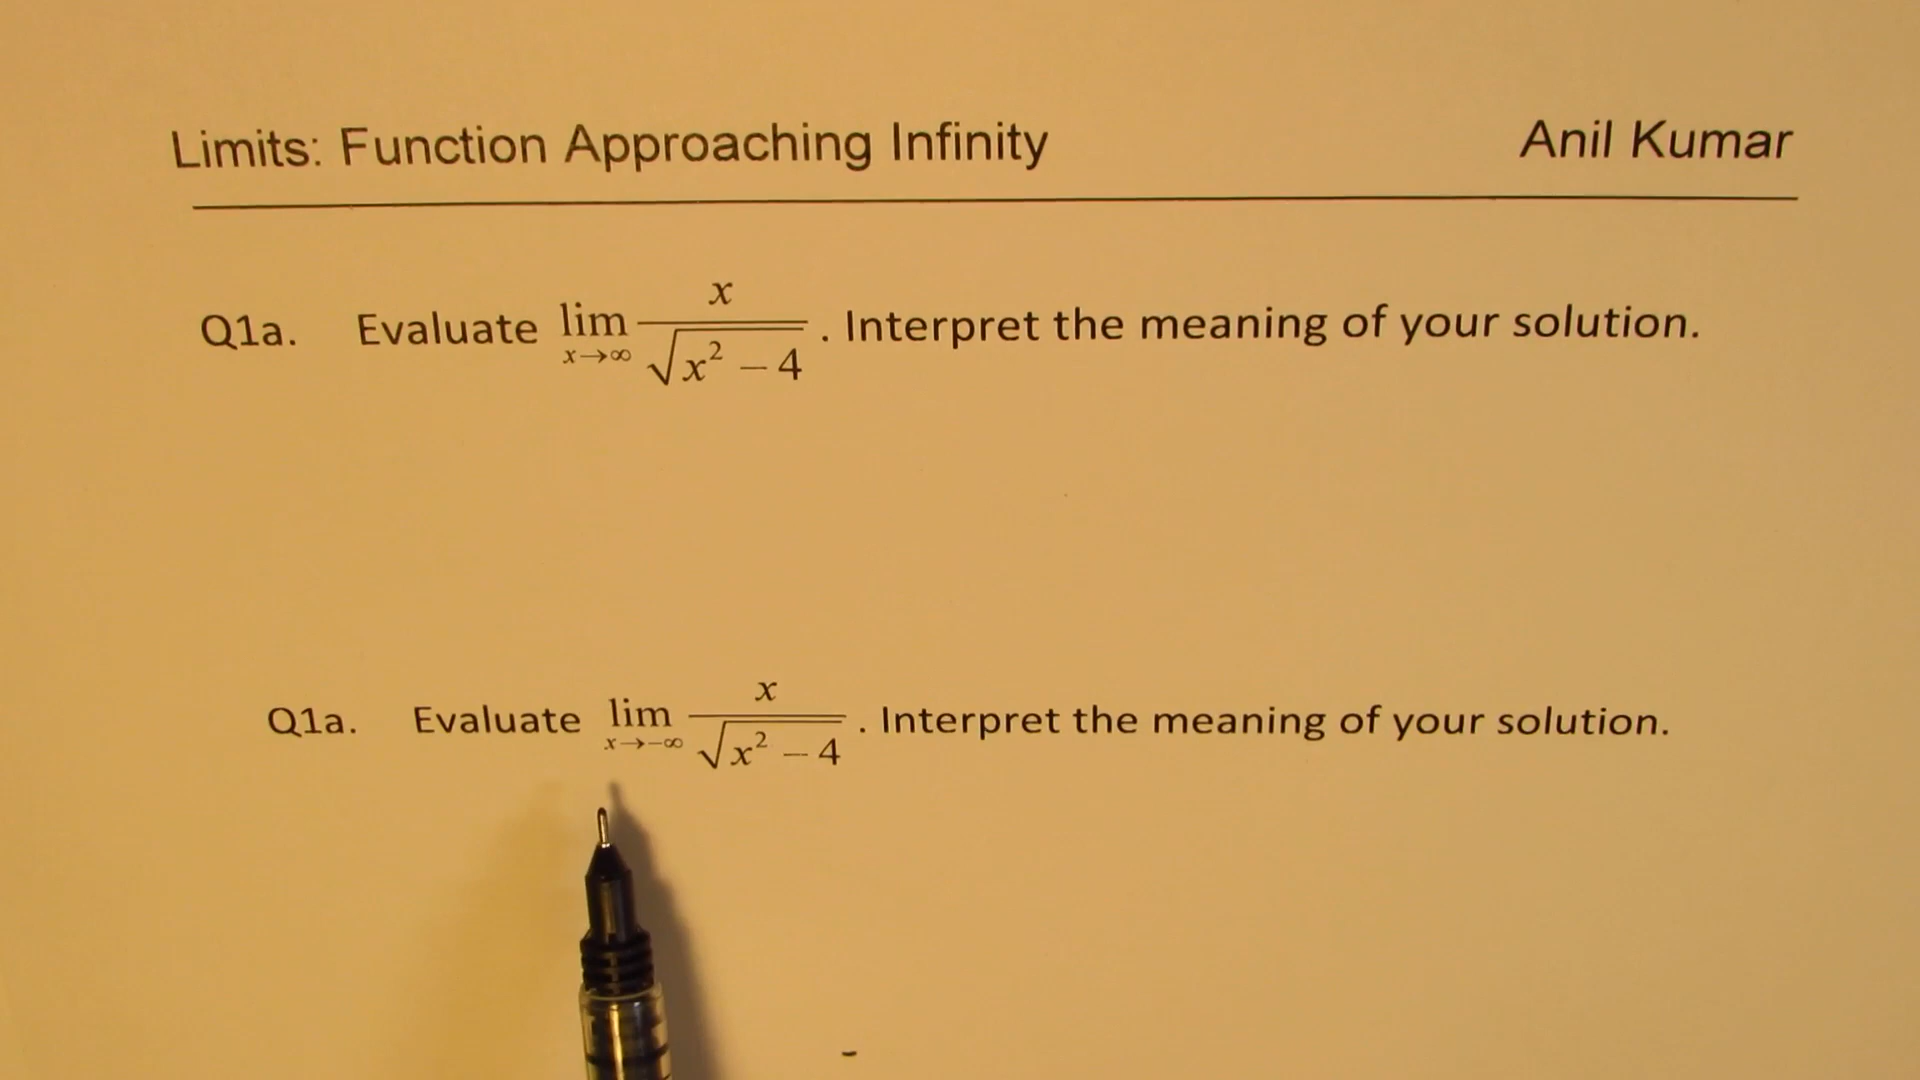 Limits: Function Approaching Infinity Anil Kumar
Q1a. Evaluate lim x→∞ x / √(x² − 4) . Interpret the meaning of your solution.
Q1a. Evaluate lim x→−∞ x / √(x² − 4) . Interpret the meaning of your solution.